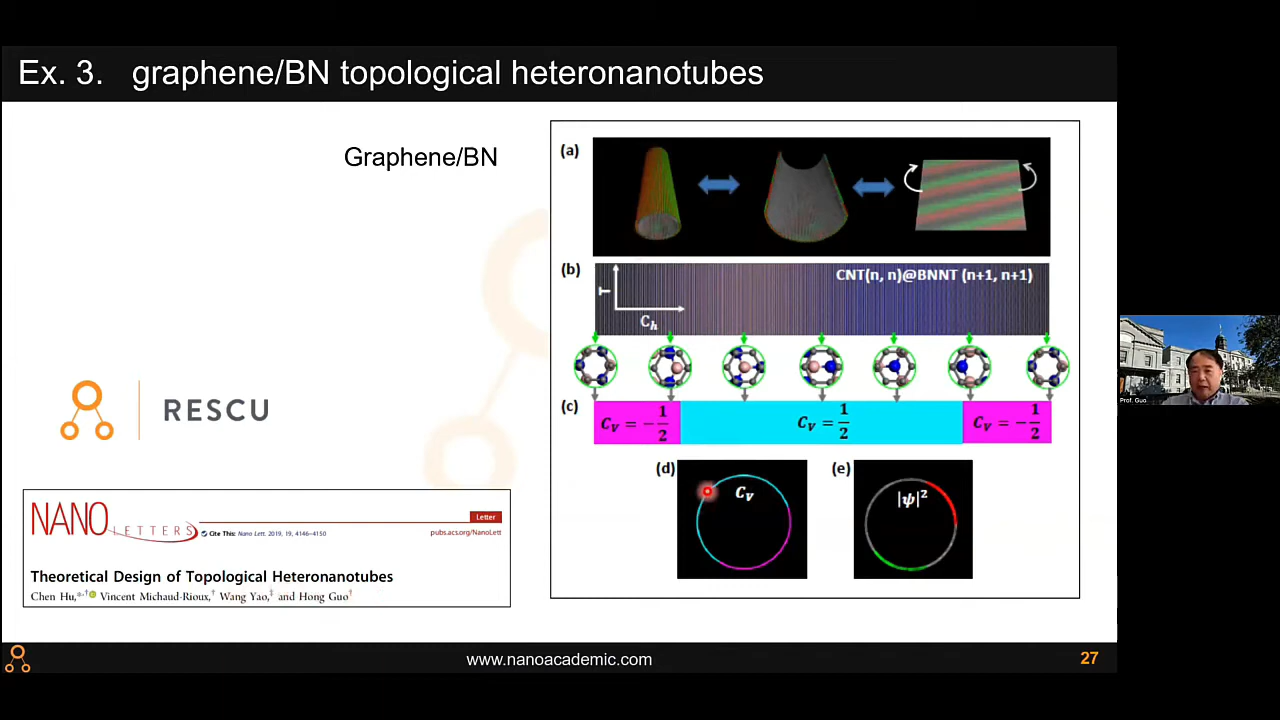 Ex. 3. graphene/BN topological heteronanotubes
Graphene/BN
RESCU
NANO LETTERS
Letter
Cite This: Nano Lett. 2019, 19, 4146−4150
pubs.acs.org/NanoLett
Theoretical Design of Topological Heteronanotubes
Chen Hu,*,† Vincent Michaud-Rioux,† Wang Yao,‡ and Hong Guo†
(a)
(b)
CNT(n, n)@BNNT (n+1, n+1)
T
C_h
(c)
C_V = −1/2
C_V = 1/2
C_V = −1/2
(d)
C_V
(e)
|ψ|²
Prof. Guo
www.nanoacademic.com
27